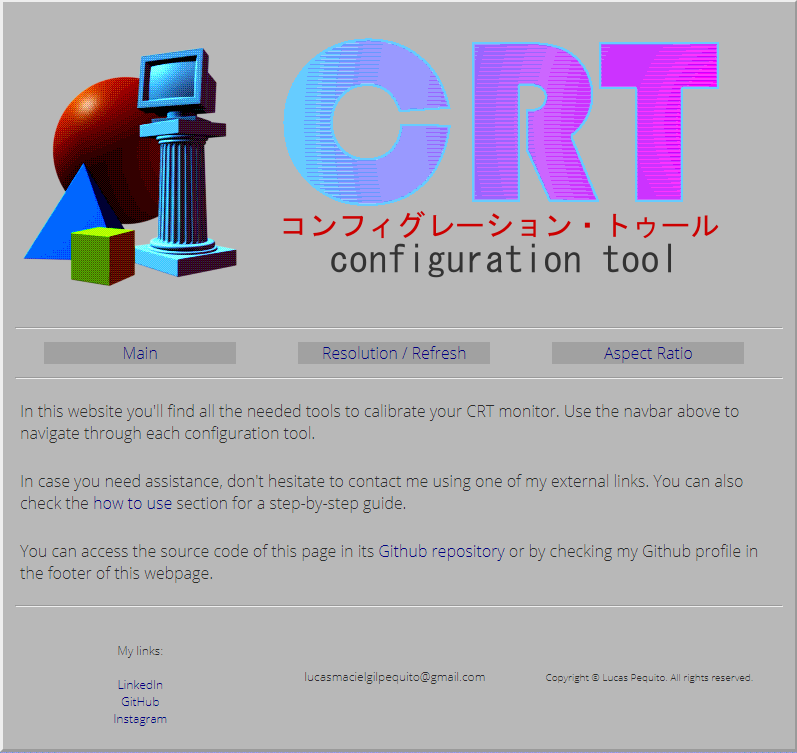 CRT
コンフィグレーション・トゥール
configuration tool
Main
Resolution / Refresh
Aspect Ratio
In this website you'll find all the needed tools to calibrate your CRT monitor. Use the navbar above to
navigate through each configuration tool.
In case you need assistance, don't hesitate to contact me using one of my external links. You can also
check the how to use section for a step-by-step guide.
You can access the source code of this page in its Github repository or by checking my Github profile in
the footer of this webpage.
My links:
LinkedIn
GitHub
Instagram
lucasmacielgilpequito@gmail.com
Copyright © Lucas Pequito. All rights reserved.